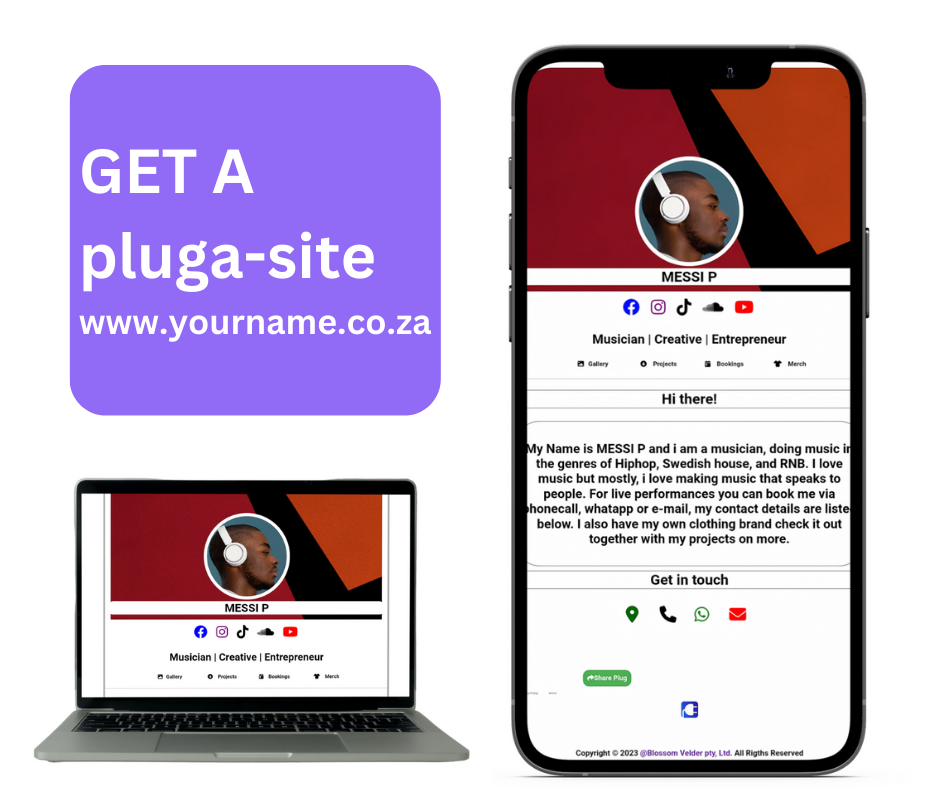 GET A
pluga-site
www.yourname.co.za
MESSI P
Musician | Creative | Entrepreneur
Gallery Projects Bookings Merch
Hi there!
My Name is MESSI P and i am a musician, doing music in
the genres of Hiphop, Swedish house, and RNB. I love
music but mostly, i love making music that speaks to
people. For live performances you can book me via
phonecall, whatapp or e-mail, my contact details are listed
below. I also have my own clothing brand check it out
together with my projects on more.
Get in touch
Share Plug
Copyright © 2023 @Blossom Velder pty, Ltd. All Rigths Reserved
MESSI P
Musician | Creative | Entrepreneur
Gallery Projects Bookings Merch